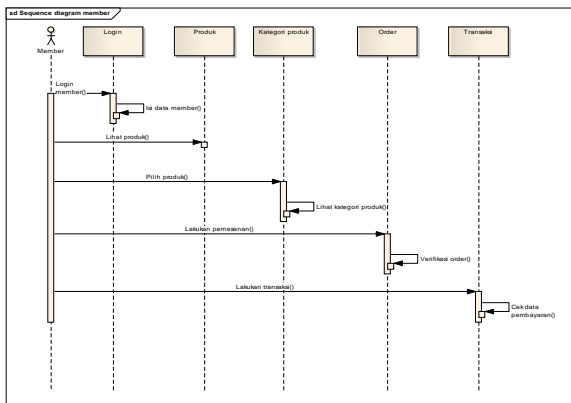 sd Sequence diagram member
Login
Produk
Kategori produk
Order
Transaksi
Member
Login
member()
Isi data member()
Lihat produk()
Pilih produk()
Lihat kategori produk()
Lakukan pemesanan()
Verifikasi order()
Lakukan transaksi()
Cek data
pembayaran()